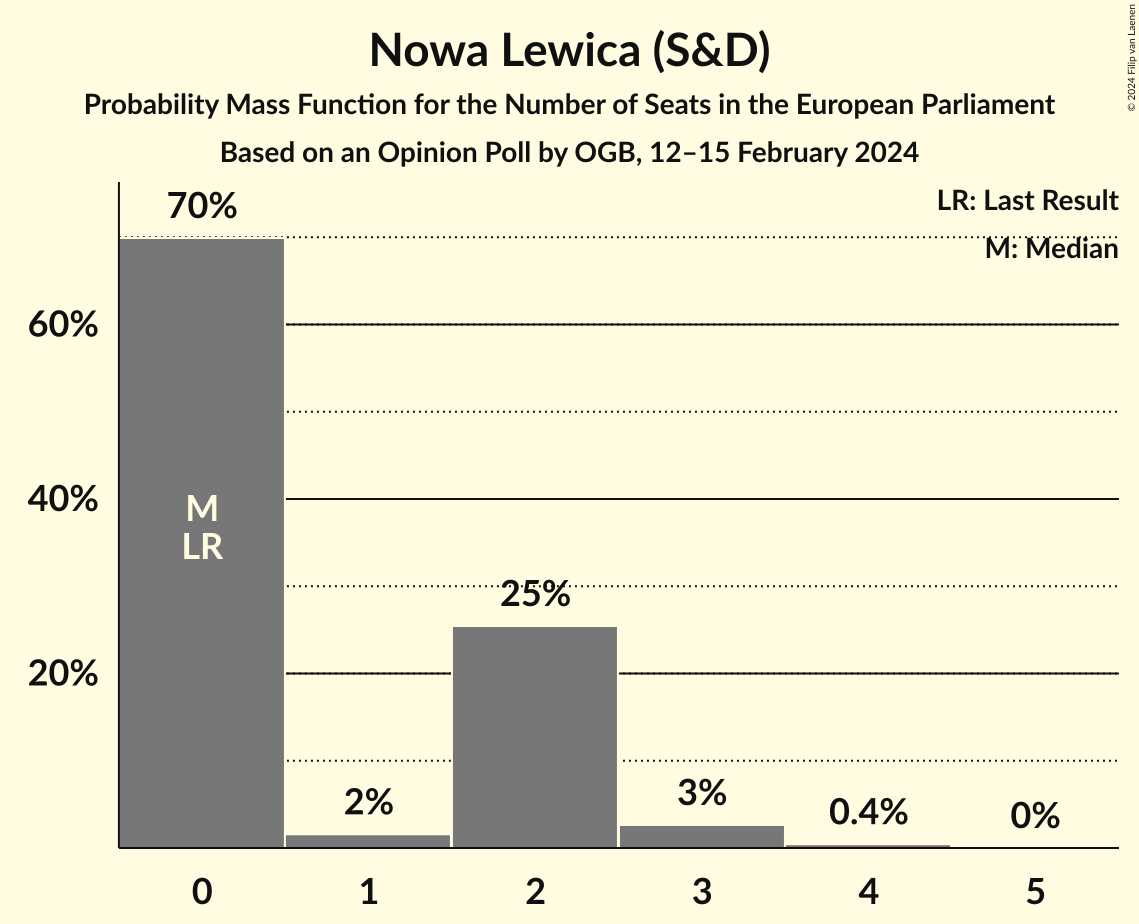 Nowa Lewica (S&D)
Probability Mass Function for the Number of Seats in the European Parliament
Based on an Opinion Poll by OGB, 12–15 February 2024
© 2024 Filip van Laenen
LR: Last Result
M: Median
70%
60%
40%
20%
M
LR
2%
25%
3%
0.4%
0%
0
1
2
3
4
5